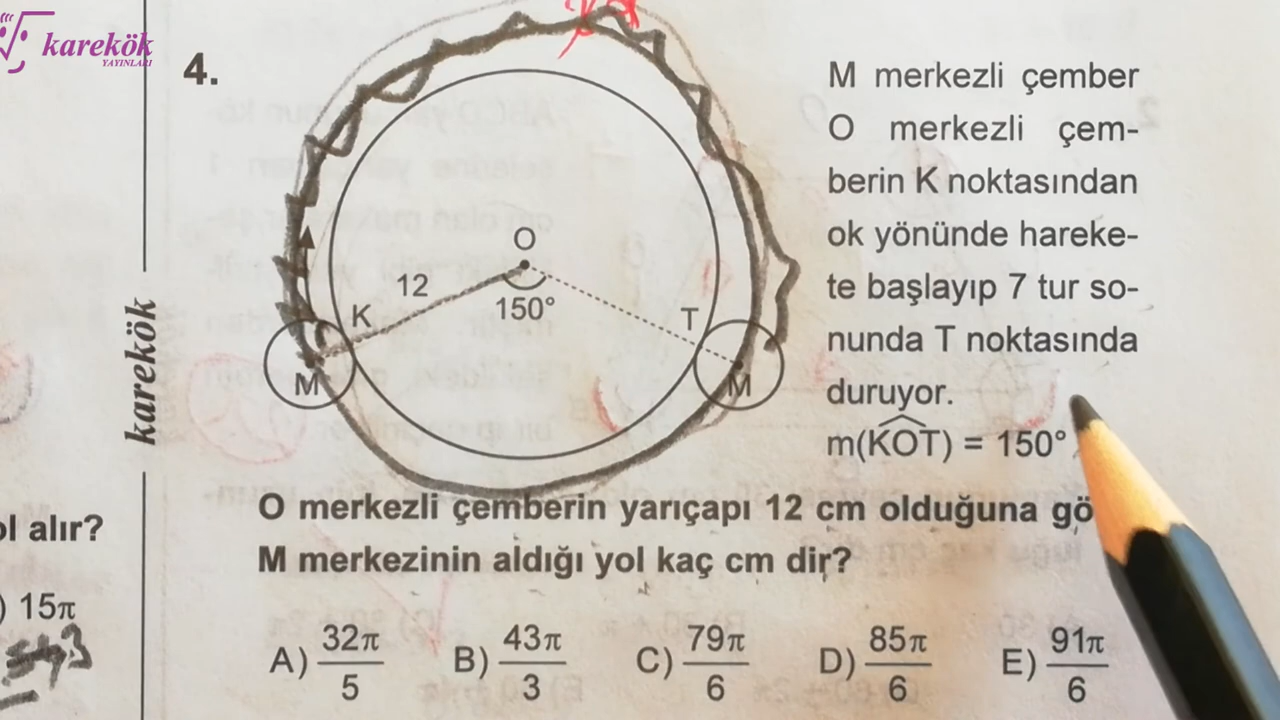 karekök
YAYINLARI
4.
M merkezli çember
O merkezli çem-
berin K noktasından
ok yönünde hareke-
te başlayıp 7 tur so-
nunda T noktasında
duruyor.
m(KOT) = 150°
O
12
150°
K
T
M
M
karekök
O merkezli çemberin yarıçapı 12 cm olduğuna gö
M merkezinin aldığı yol kaç cm dir?
A) 32π/5 B) 43π/3 C) 79π/6 D) 85π/6 E) 91π/6
ol alır?
) 15π